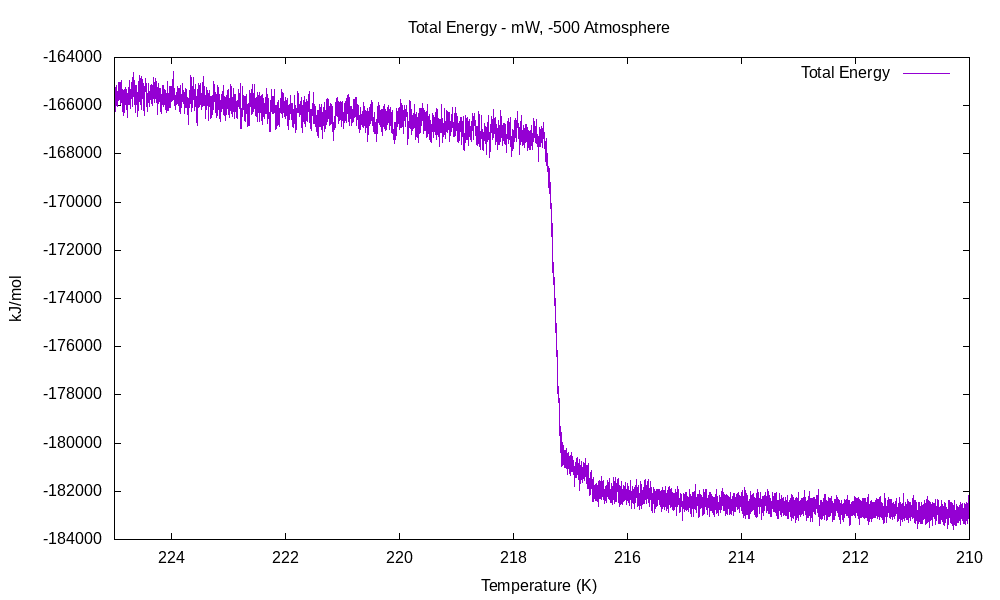 Total Energy - mW, -500 Atmosphere
Total Energy
-164000
-166000
-168000
-170000
-172000
-174000
-176000
-178000
-180000
-182000
-184000
kJ/mol
224 222 220 218 216 214 212 210
Temperature (K)